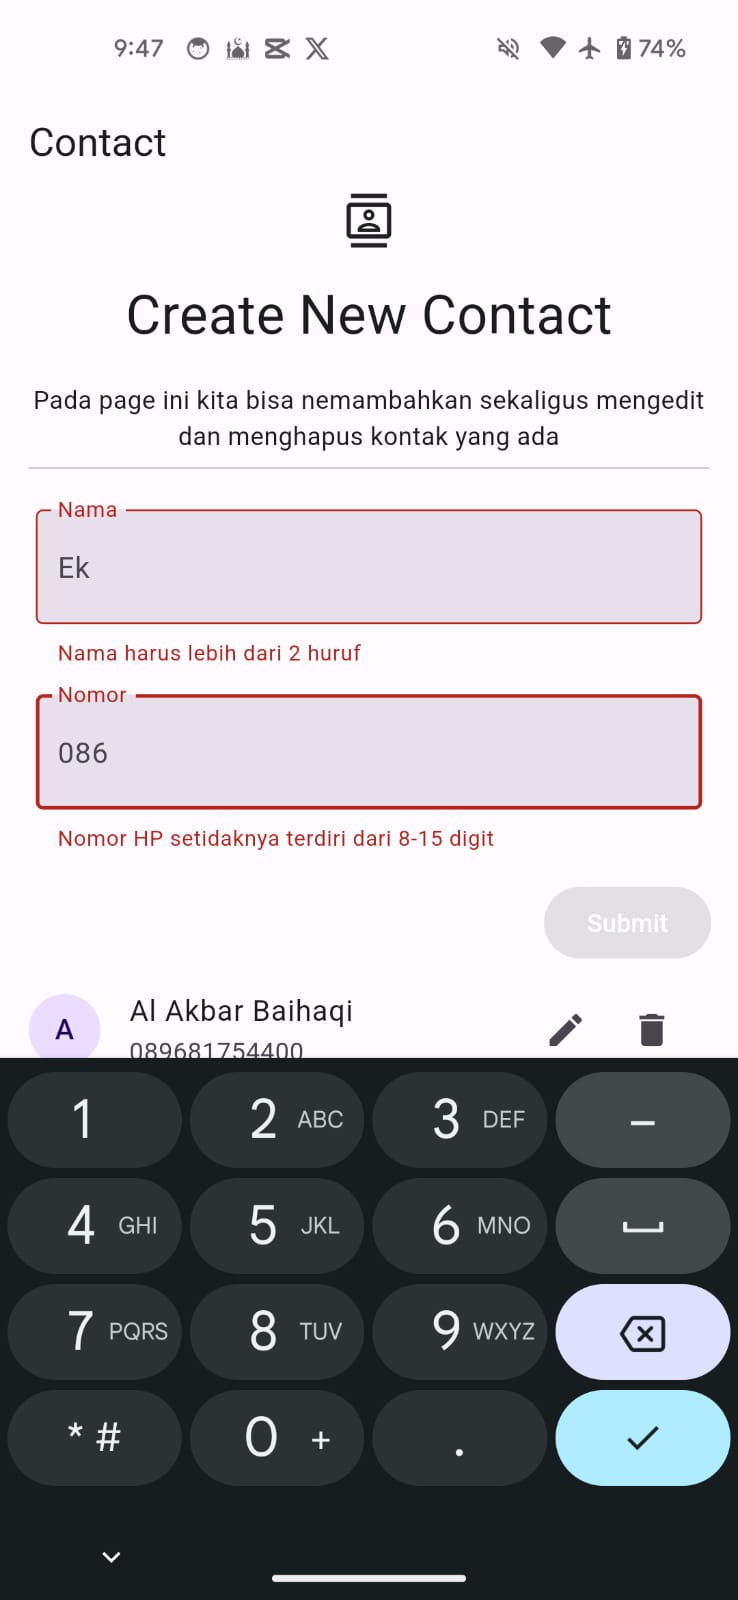 9:47 74%
Contact
Create New Contact
Pada page ini kita bisa nemambahkan sekaligus mengedit
dan menghapus kontak yang ada
Nama
Ek
Nama harus lebih dari 2 huruf
Nomor
086
Nomor HP setidaknya terdiri dari 8-15 digit
Submit
A
Al Akbar Baihaqi
089681754400
1 2 ABC 3 DEF –
4 GHI 5 JKL 6 MNO
7 PQRS 8 TUV 9 WXYZ
* # 0 + .